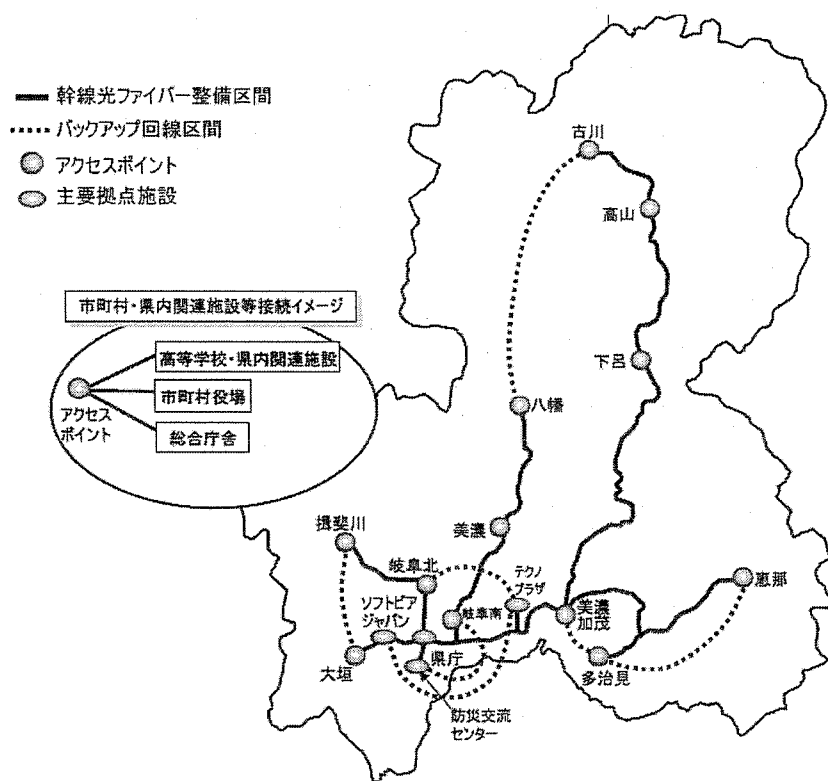 幹線光ファイバー整備区間
バックアップ回線区間
アクセスポイント
主要拠点施設
市町村・県内関連施設等接続イメージ
高等学校・県内関連施設
市町村役場
総合庁舎
アクセス
ポイント
古川
高山
下呂
八幡
美濃
揖斐川
岐阜北
テクノ
プラザ
ソフトピア
ジャパン
岐阜南
美濃
加茂
恵那
大垣
県庁
多治見
防災交流
センター